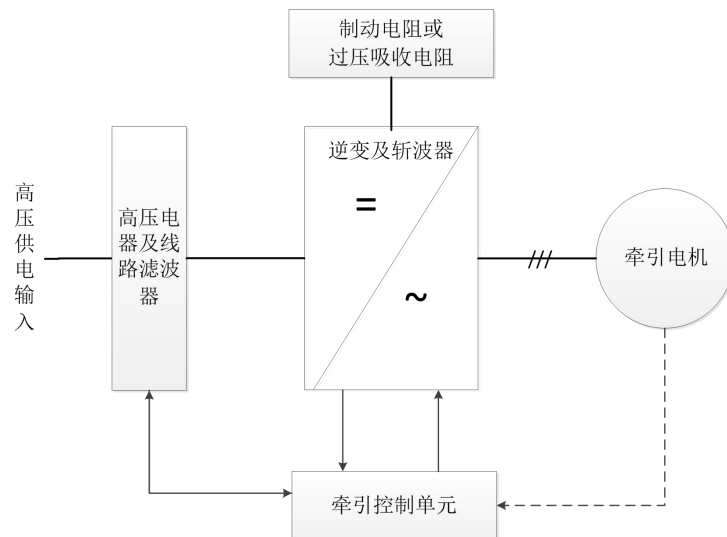 制动电阻或
过压吸收电阻
逆变及斩波器
=
~
高压供电输入
高压电
器及线
路滤波
器
牵引电机
牵引控制单元